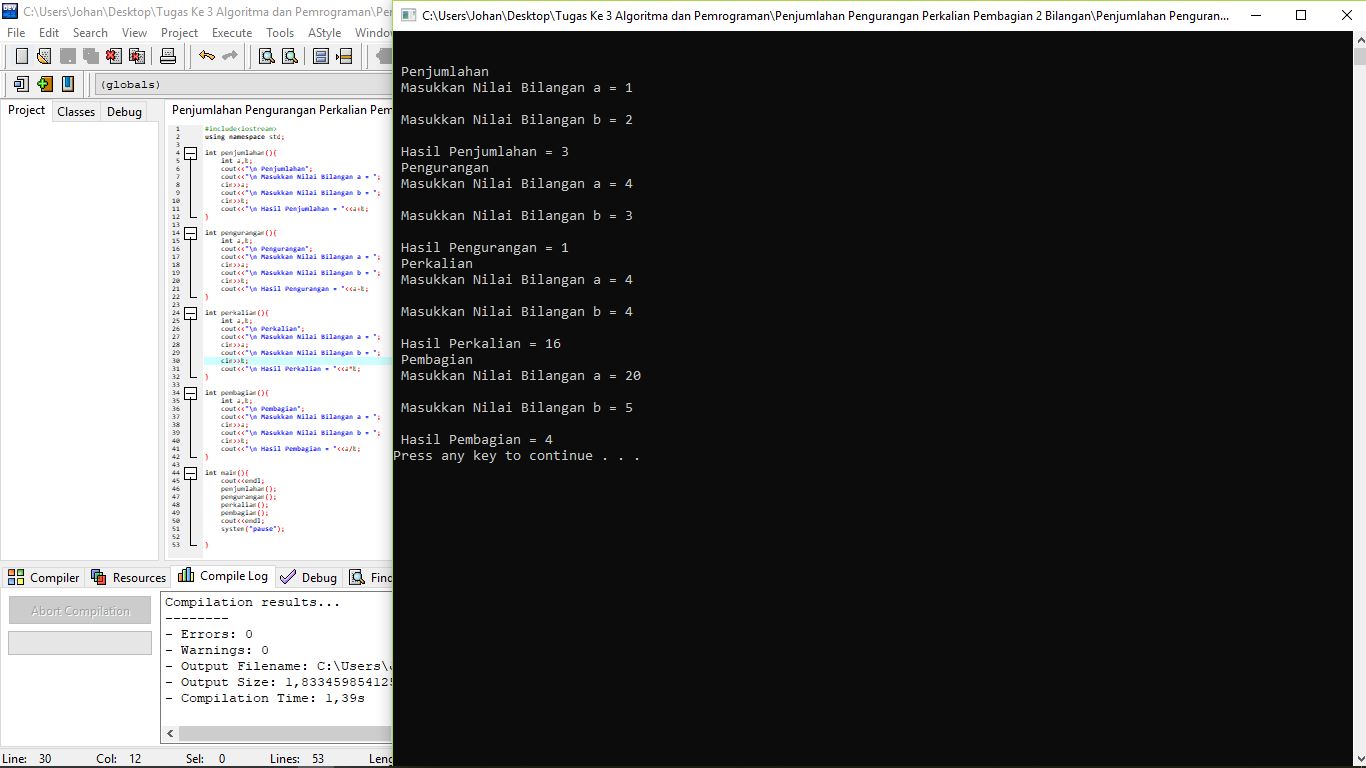 C:\Users\Johan\Desktop\Tugas Ke 3 Algoritma dan Pemrograman\Pen
File Edit Search View Project Execute Tools AStyle Windo
(globals)
Project Classes Debug
Penjumlahan Pengurangan Perkalian Pem
1 #include<iostream>
2 using namespace std;
3
4 int penjumlahan(){
5 int a,b;
6 cout<<"\n Penjumlahan";
7 cout<<"\n Masukkan Nilai Bilangan a = ";
8 cin>>a;
9 cout<<"\n Masukkan Nilai Bilangan b = ";
10 cin>>b;
11 cout<<"\n Hasil Penjumlahan = "<<a+b;
12 }
13
14 int pengurangan(){
15 int a,b;
16 cout<<"\n Pengurangan";
17 cout<<"\n Masukkan Nilai Bilangan a = ";
18 cin>>a;
19 cout<<"\n Masukkan Nilai Bilangan b = ";
20 cin>>b;
21 cout<<"\n Hasil Pengurangan = "<<a-b;
22 }
23
24 int perkalian(){
25 int a,b;
26 cout<<"\n Perkalian";
27 cout<<"\n Masukkan Nilai Bilangan a = ";
28 cin>>a;
29 cout<<"\n Masukkan Nilai Bilangan b = ";
30 cin>>b;
31 cout<<"\n Hasil Perkalian = "<<a*b;
32 }
33
34 int pembagian(){
35 int a,b;
36 cout<<"\n Pembagian";
37 cout<<"\n Masukkan Nilai Bilangan a = ";
38 cin>>a;
39 cout<<"\n Masukkan Nilai Bilangan b = ";
40 cin>>b;
41 cout<<"\n Hasil Pembagian = "<<a/b;
42 }
43
44 int main(){
45 cout<<endl;
46 penjumlahan();
47 pengurangan();
48 perkalian();
49 pembagian();
50 cout<<endl;
51 system("pause");
52
53 }
Compiler Resources Compile Log Debug Find
Abort Compilation
Compilation results...
--------
- Errors: 0
- Warnings: 0
- Output Filename: C:\Users\
- Output Size: 1,83345985412
- Compilation Time: 1,39s
Line: 30 Col: 12 Sel: 0 Lines: 53 Leng
C:\Users\Johan\Desktop\Tugas Ke 3 Algoritma dan Pemrograman\Penjumlahan Pengurangan Perkalian Pembagian 2 Bilangan\Penjumlahan Penguran...
Penjumlahan
Masukkan Nilai Bilangan a = 1
Masukkan Nilai Bilangan b = 2
Hasil Penjumlahan = 3
Pengurangan
Masukkan Nilai Bilangan a = 4
Masukkan Nilai Bilangan b = 3
Hasil Pengurangan = 1
Perkalian
Masukkan Nilai Bilangan a = 4
Masukkan Nilai Bilangan b = 4
Hasil Perkalian = 16
Pembagian
Masukkan Nilai Bilangan a = 20
Masukkan Nilai Bilangan b = 5
Hasil Pembagian = 4
Press any key to continue . . .